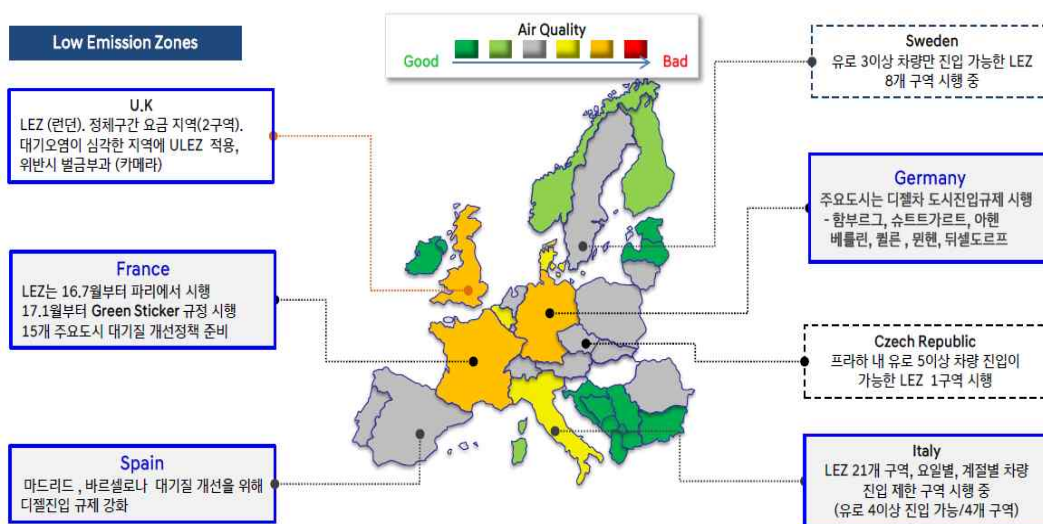 Low Emission Zones
Air Quality
Good
Bad
U.K
LEZ (런던). 정체구간 요금 지역(2구역).
대기오염이 심각한 지역에 ULEZ 적용,
위반시 벌금부과 (카메라)
France
LEZ는 16.7월부터 파리에서 시행
17.1월부터 Green Sticker 규정 시행
15개 주요도시 대기질 개선정책 준비
Spain
마드리드 , 바르셀로나 대기질 개선을 위해
디젤진입 규제 강화
Sweden
유로 3이상 차량만 진입 가능한 LEZ
8개 구역 시행 중
Germany
주요도시는 디젤차 도시진입규제 시행
- 함부르그, 슈트트가르트, 아헨
베를린, 퀼른 , 뮌헨, 뒤셀도르프
Czech Republic
프라하 내 유로 5이상 차량 진입이
가능한 LEZ 1구역 시행
Italy
LEZ 21개 구역, 요일별, 계절별 차량
진입 제한 구역 시행 중
(유로 4이상 진입 가능/4개 구역)